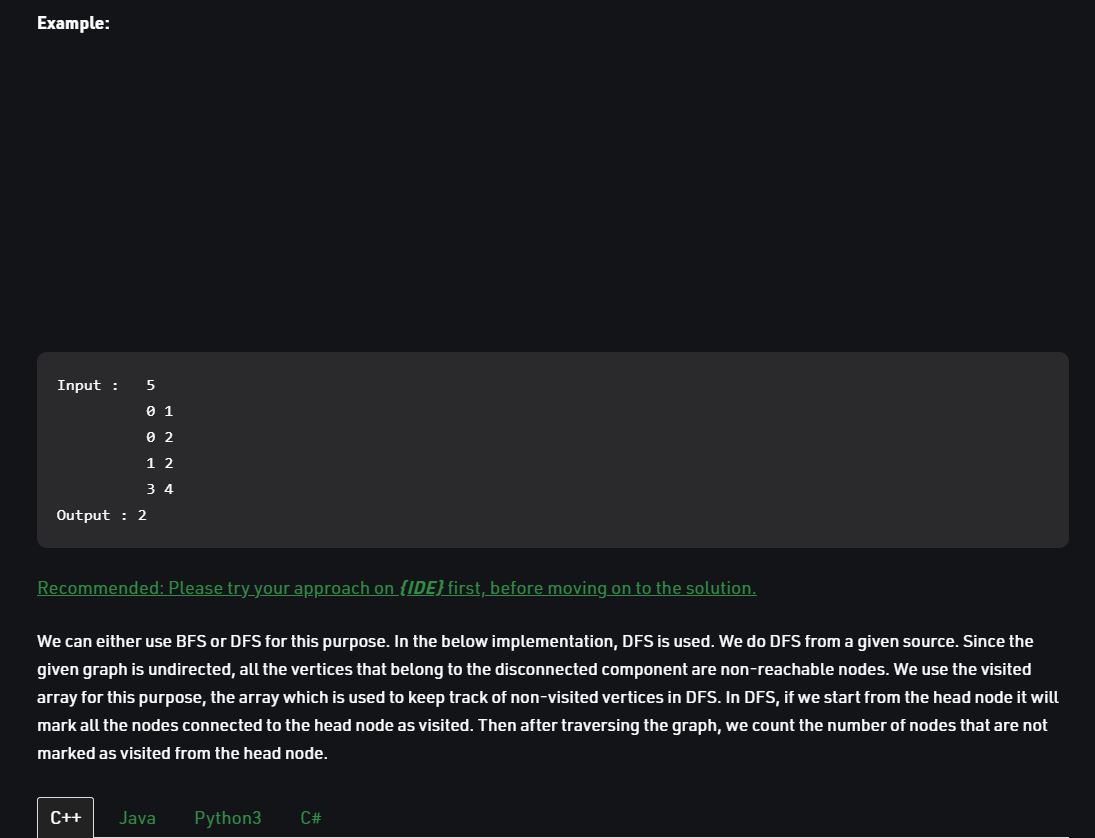 Example:
Input :   5
          0 1
          0 2
          1 2
          3 4
Output : 2
Recommended: Please try your approach on {IDE} first, before moving on to the solution.
We can either use BFS or DFS for this purpose. In the below implementation, DFS is used. We do DFS from a given source. Since the
given graph is undirected, all the vertices that belong to the disconnected component are non-reachable nodes. We use the visited
array for this purpose, the array which is used to keep track of non-visited vertices in DFS. In DFS, if we start from the head node it will
mark all the nodes connected to the head node as visited. Then after traversing the graph, we count the number of nodes that are not
marked as visited from the head node.
C++ Java Python3 C#